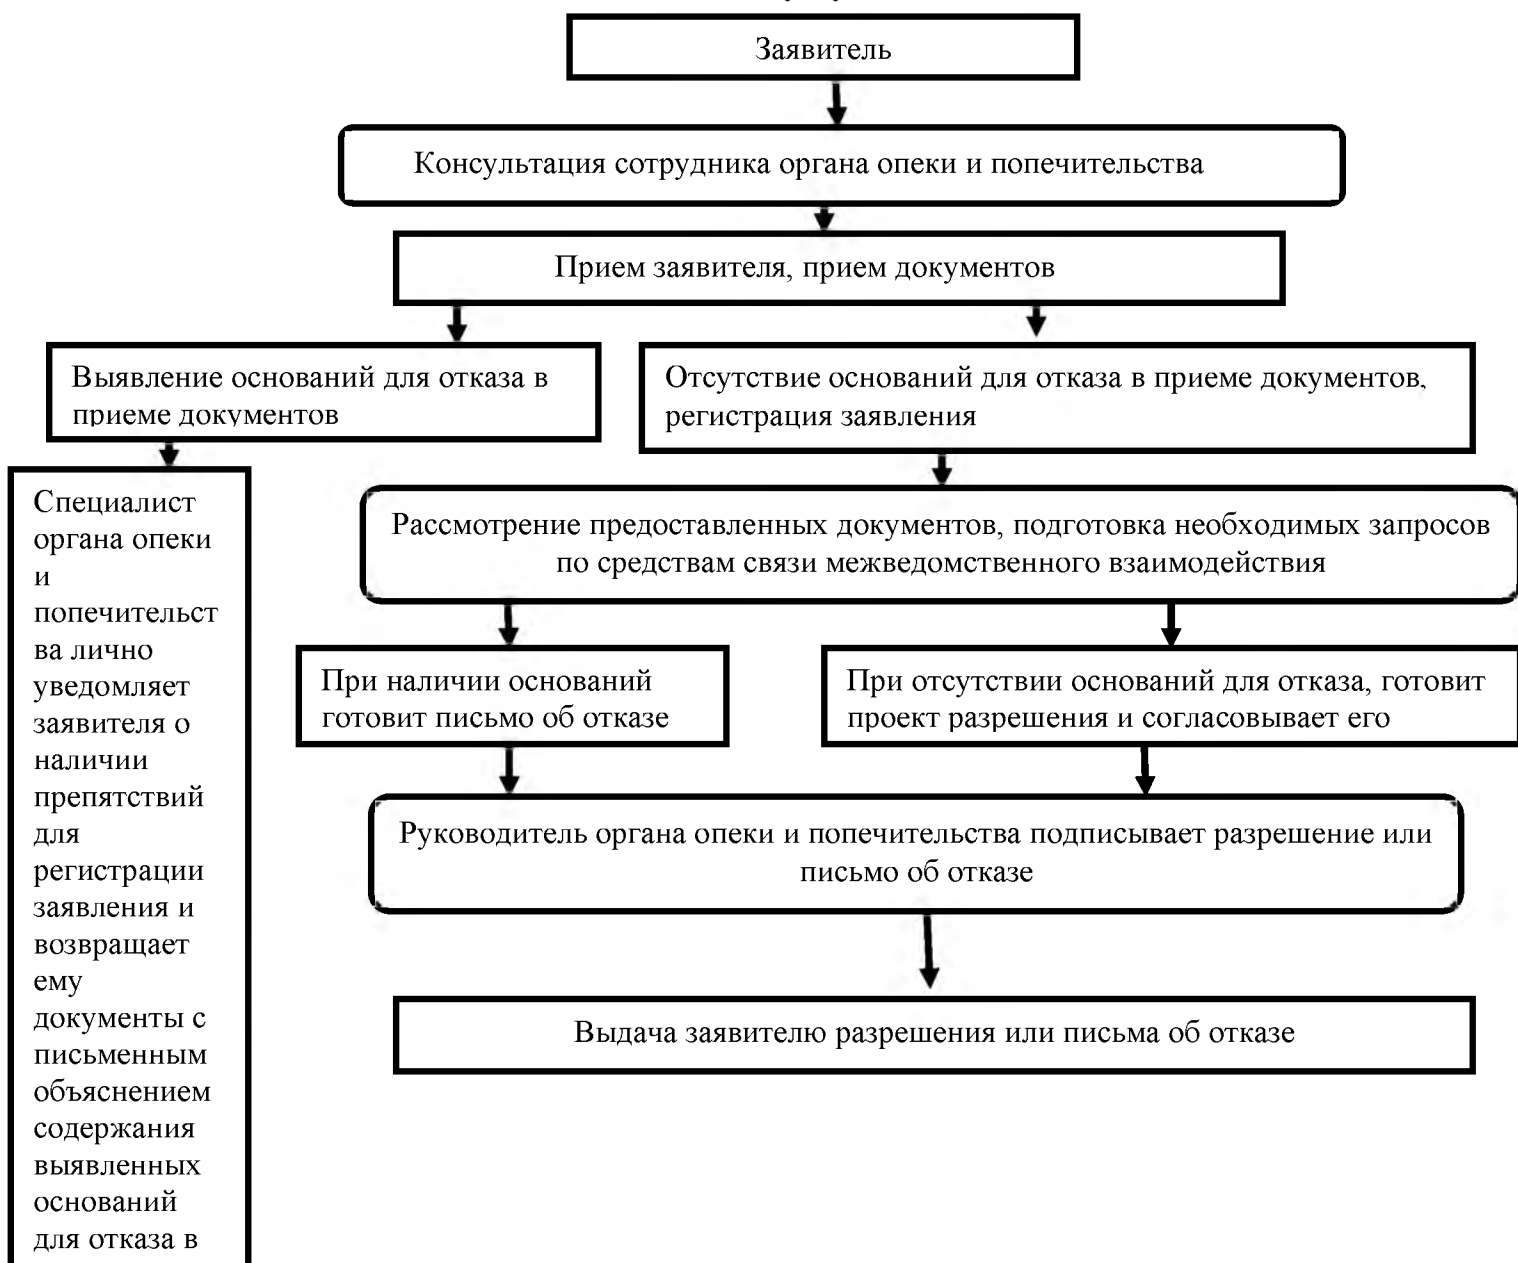 Заявитель
Консультация сотрудника органа опеки и попечительства
Прием заявителя, прием документов
Выявление оснований для отказа в
приеме документов
Отсутствие оснований для отказа в приеме документов,
регистрация заявления
Специалист
органа опеки
и
попечительст
ва лично
уведомляет
заявителя о
наличии
препятствий
для
регистрации
заявления и
возвращает
ему
документы с
письменным
объяснением
содержания
выявленных
оснований
для отказа в
Рассмотрение предоставленных документов, подготовка необходимых запросов
по средствам связи межведомственного взаимодействия
При наличии оснований
готовит письмо об отказе
При отсутствии оснований для отказа, готовит
проект разрешения и согласовывает его
Руководитель органа опеки и попечительства подписывает разрешение или
письмо об отказе
Выдача заявителю разрешения или письма об отказе